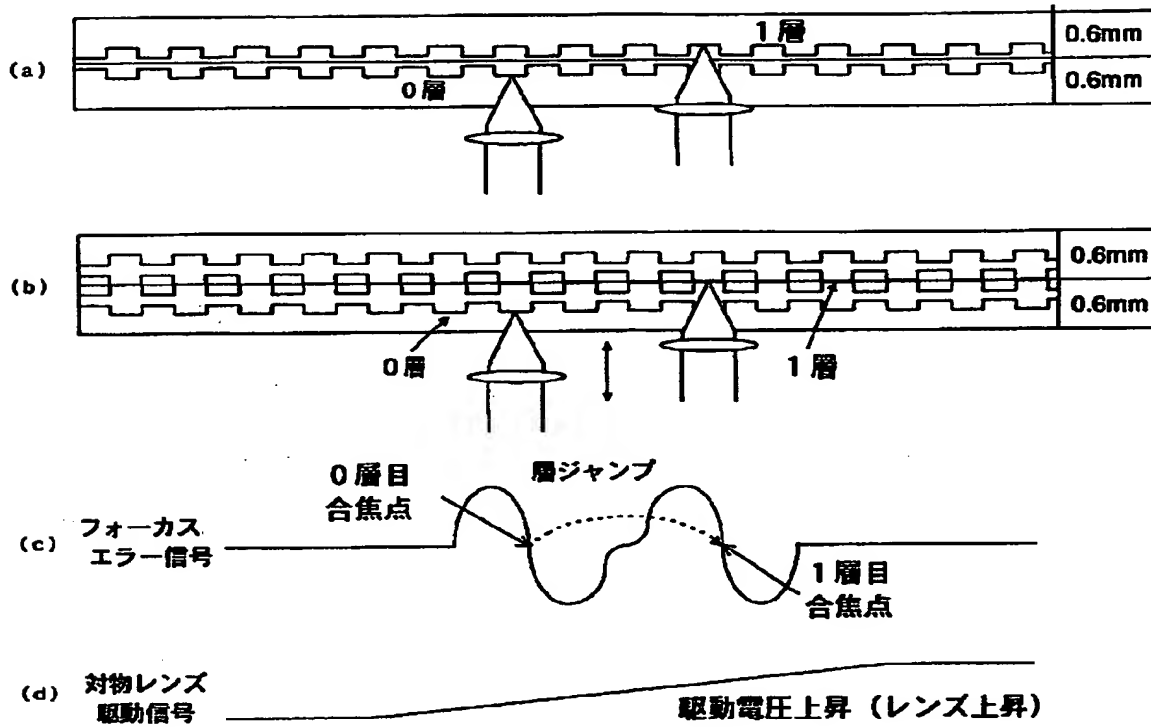 (a)
1層
0.6mm
0層
0.6mm
(b)
0.6mm
0.6mm
0層
1層
0層目
合焦点
層ジャンプ
(c)
フォーカス
エラー信号
1層目
合焦点
(d)
対物レンズ
駆動信号
駆動電圧上昇(レンズ上昇)